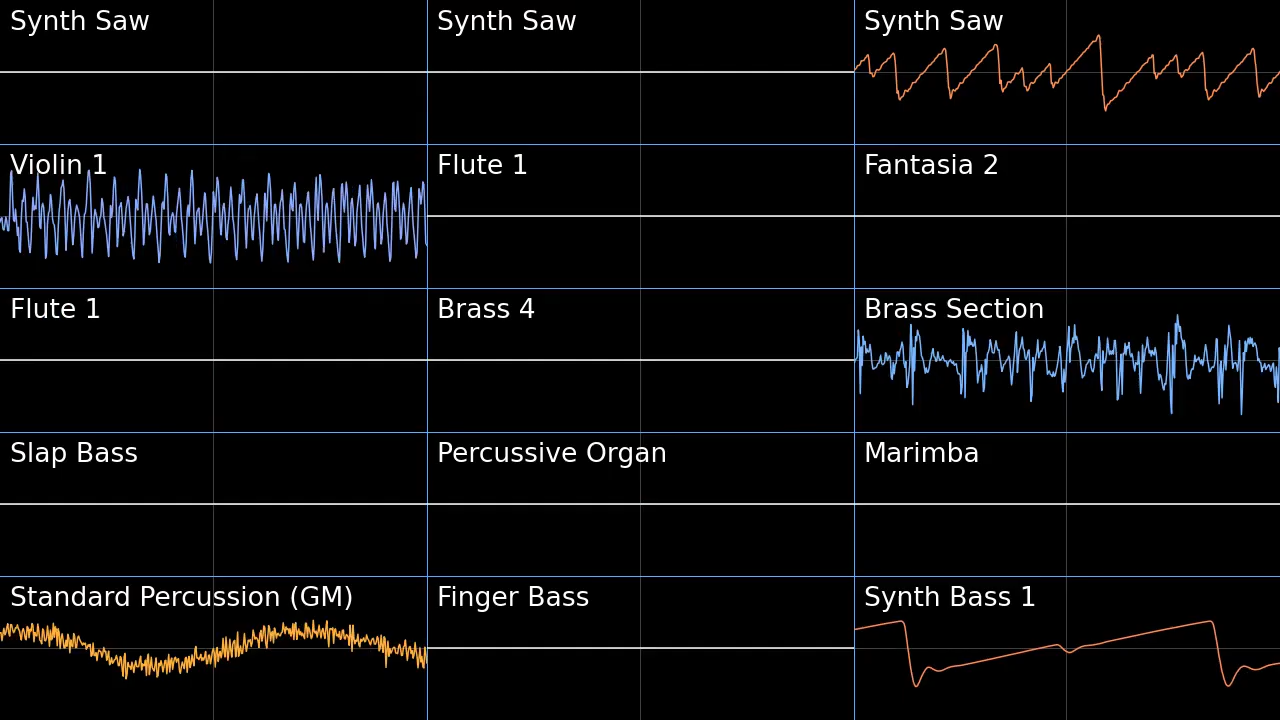 Synth Saw
Synth Saw
Synth Saw
Violin 1
Flute 1
Fantasia 2
Flute 1
Brass 4
Brass Section
Slap Bass
Percussive Organ
Marimba
Standard Percussion (GM)
Finger Bass
Synth Bass 1